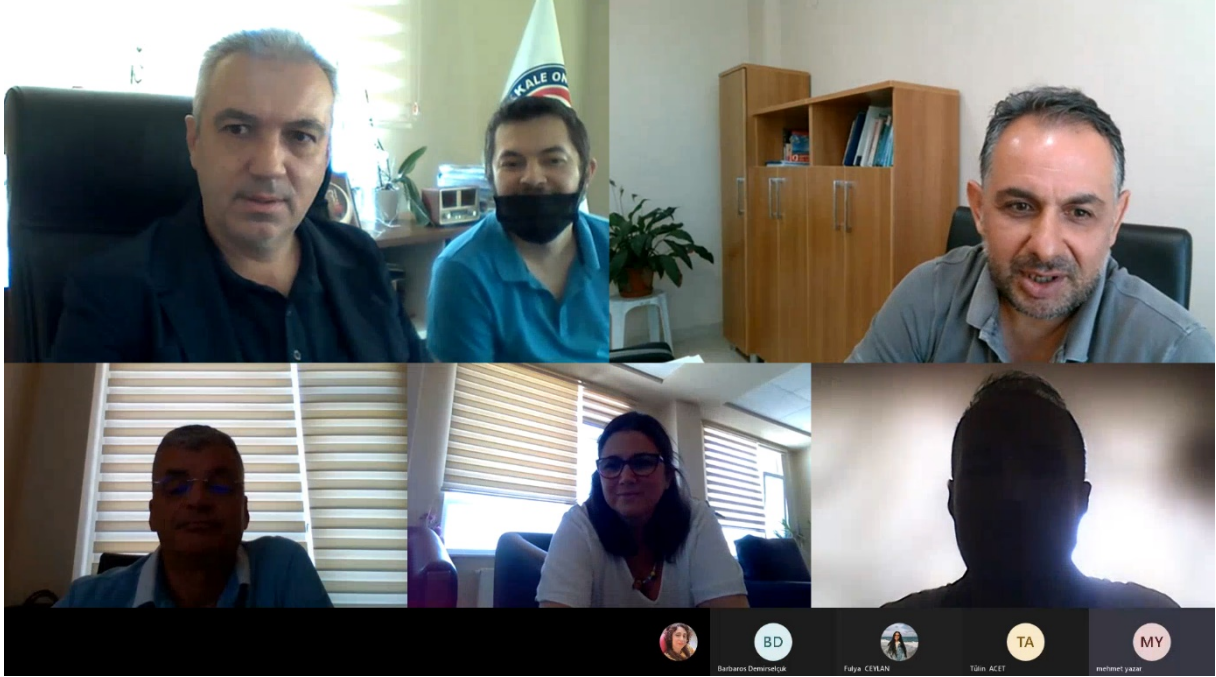 KALE ON
BD
TA
MY
Barbaros Demirselçuk
Fulya CEYLAN
Tülin ACET
mehmet yazar